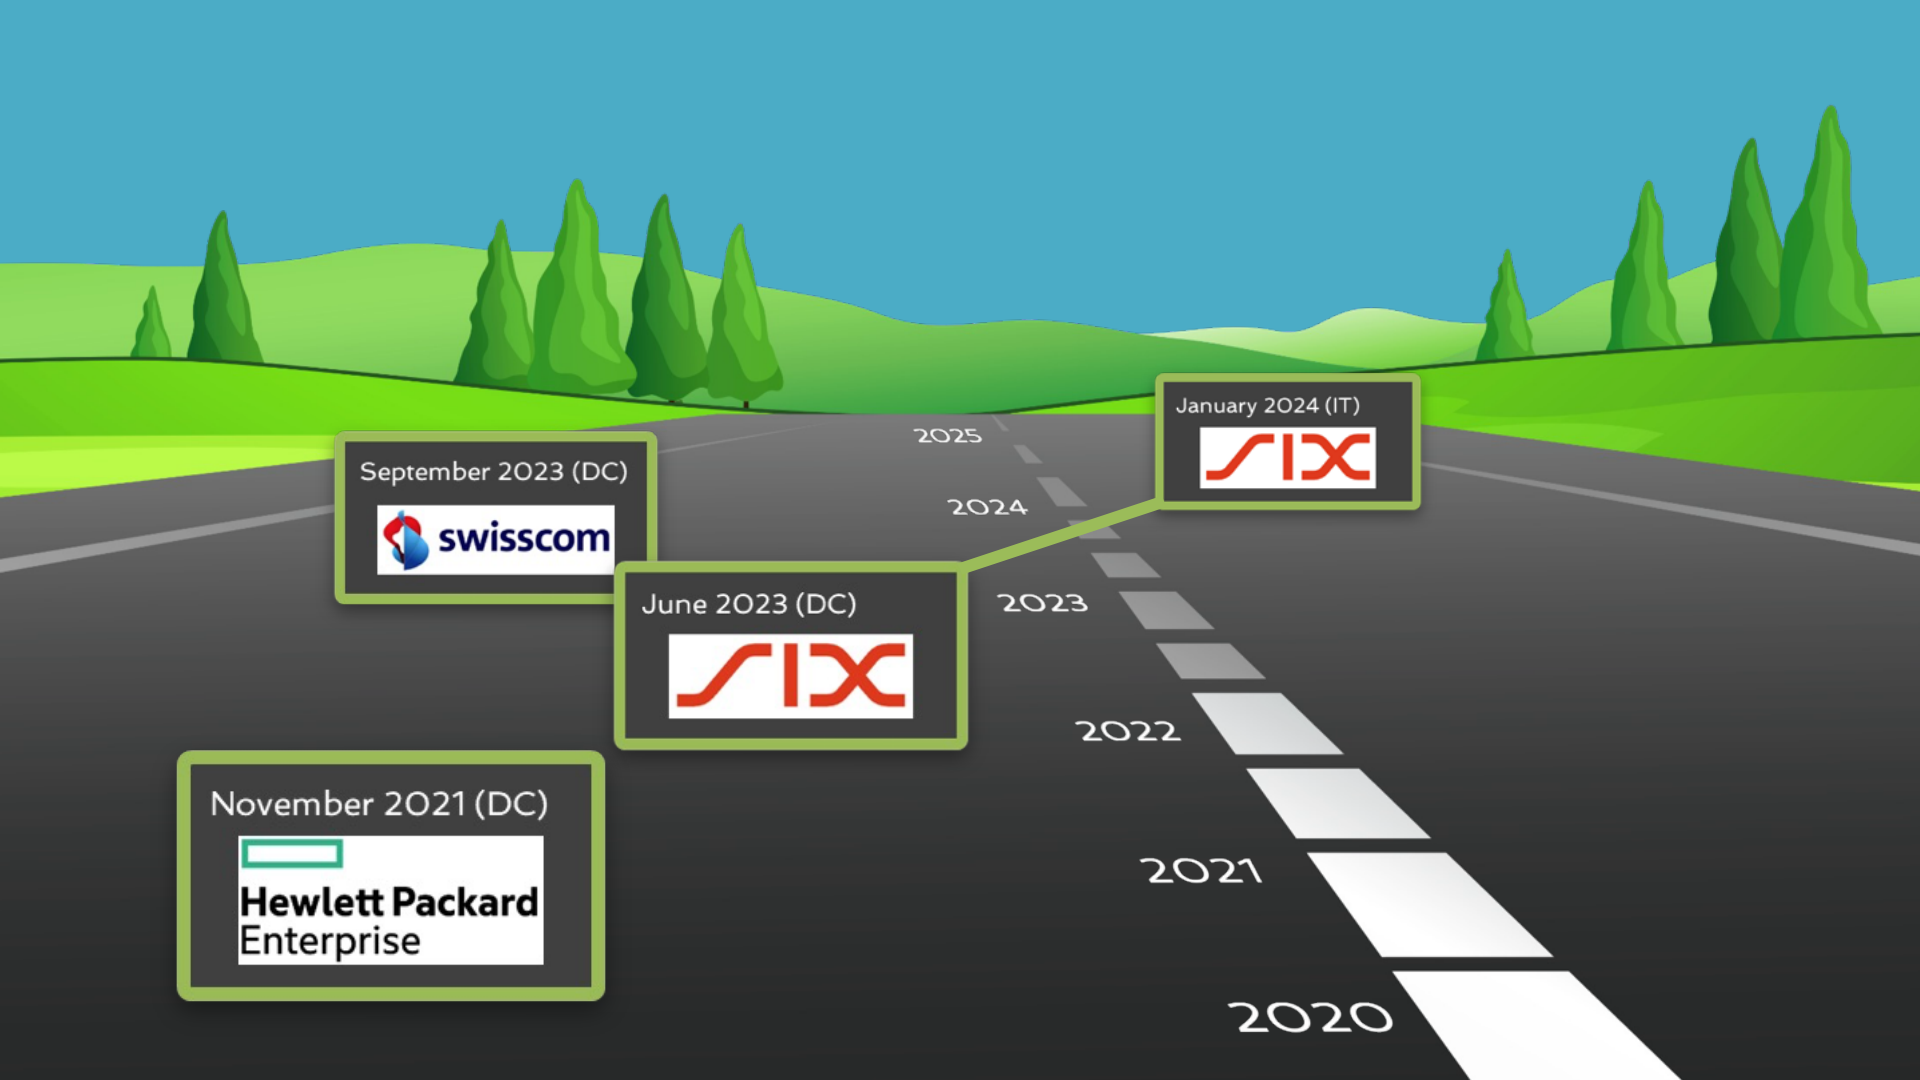 January 2024 (IT)
SIX
2025
September 2023 (DC)
swisscom
2024
June 2023 (DC)
SIX
2023
2022
November 2021 (DC)
Hewlett Packard
Enterprise
2021
2020